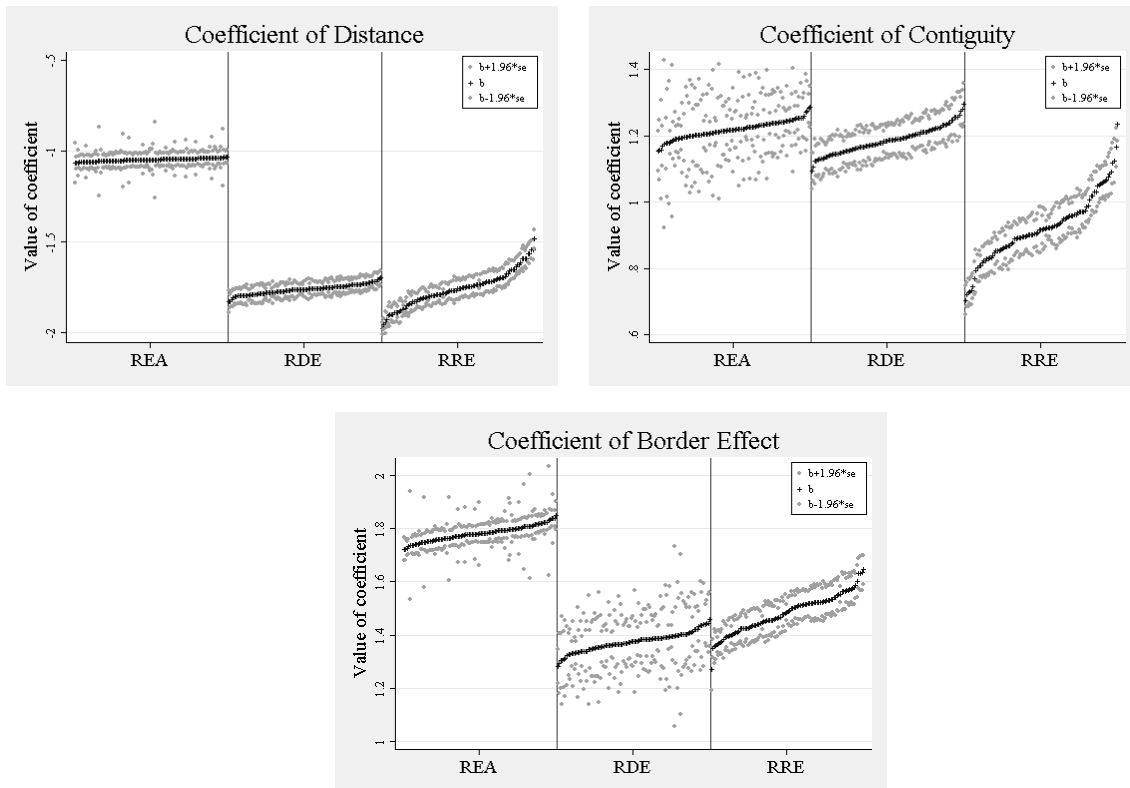 Coefficient of Distance
b+1.96*se
b
b-1.96*se
Value of coefficient
-.5
-1
-1.5
-2
REA RDE RRE
Coefficient of Contiguity
b+1.96*se
b
b-1.96*se
Value of coefficient
1.4
1.2
1
.8
.6
REA RDE RRE
Coefficient of Border Effect
b+1.96*se
b
b-1.96*se
Value of coefficient
2
1.8
1.6
1.4
1.2
1
REA RDE RRE